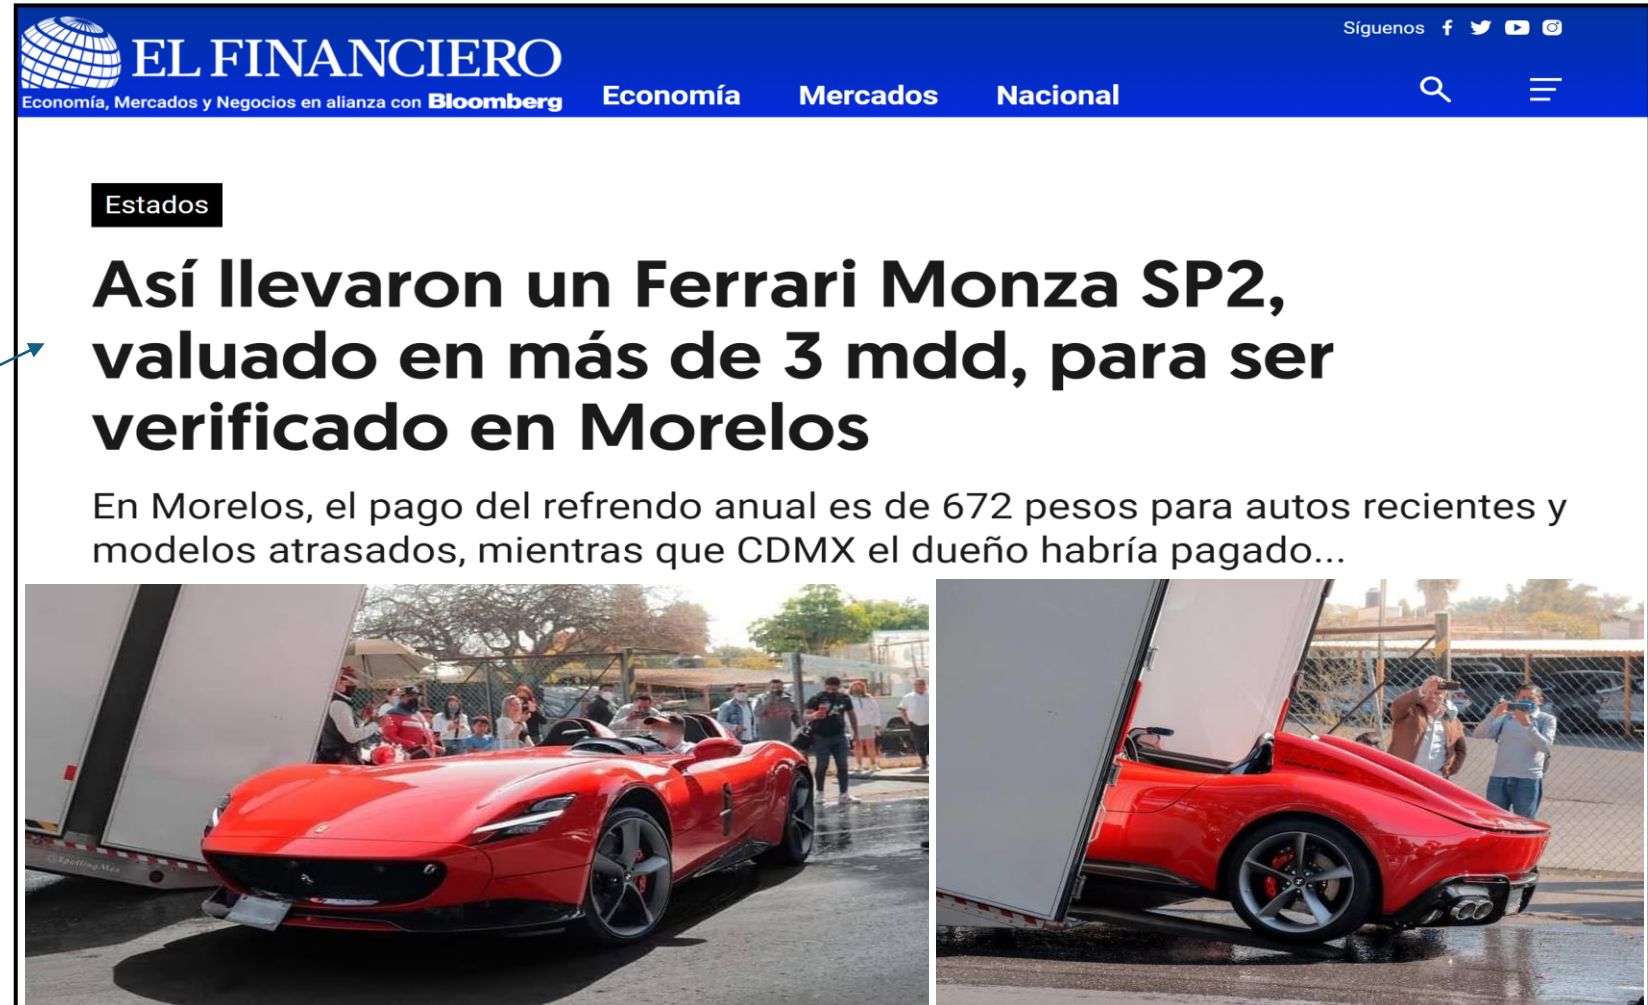 Síguenos
EL FINANCIERO
Economía, Mercados y Negocios en alianza con Bloomberg
Economía Mercados Nacional
Estados
Así llevaron un Ferrari Monza SP2,
valuado en más de 3 mdd, para ser
verificado en Morelos
En Morelos, el pago del refrendo anual es de 672 pesos para autos recientes y
modelos atrasados, mientras que CDMX el dueño habría pagado...
@SpottingMex